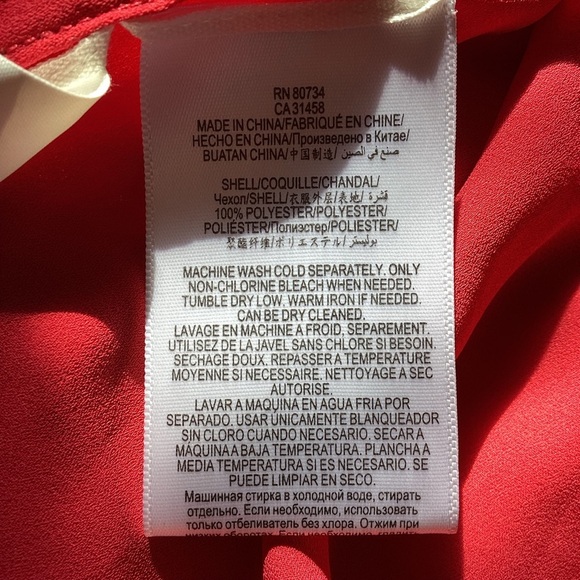 RN 80734
CA 31458
MADE IN CHINA/FABRIQUÉ EN CHINE/
HECHO EN CHINA/Произведено в Китае/
BUATAN CHINA/中国制造/ صنع في الصين
SHELL/COQUILLE/CHANDAL/
Чехол/SHELL/衣服外层/表地/ قشرة
100% POLYESTER/POLYESTER/
POLIÉSTER/Полиэстер/POLIESTER/
聚酯纤维/ポリエステル/ بوليستر
MACHINE WASH COLD SEPARATELY. ONLY
NON-CHLORINE BLEACH WHEN NEEDED.
TUMBLE DRY LOW. WARM IRON IF NEEDED.
CAN BE DRY CLEANED.
LAVAGE EN MACHINE A FROID. SEPAREMENT.
UTILISEZ DE LA JAVEL SANS CHLORE SI BESOIN.
SECHAGE DOUX. REPASSER A TEMPERATURE
MOYENNE SI NECESSAIRE. NETTOYAGE A SEC
AUTORISE.
LAVAR A MAQUINA EN AGUA FRIA POR
SEPARADO. USAR ÚNICAMENTE BLANQUEADOR
SIN CLORO CUANDO NECESARIO. SECAR A
MÁQUINA A BAJA TEMPERATURA. PLANCHA A
MEDIA TEMPERATURA SI ES NECESARIO. SE
PUEDE LIMPIAR EN SECO.
Машинная стирка в холодной воде, стирать
отдельно. Если необходимо, использовать
только отбеливатель без хлора. Отжим при
низких оборотах. Если необходимо, гладить